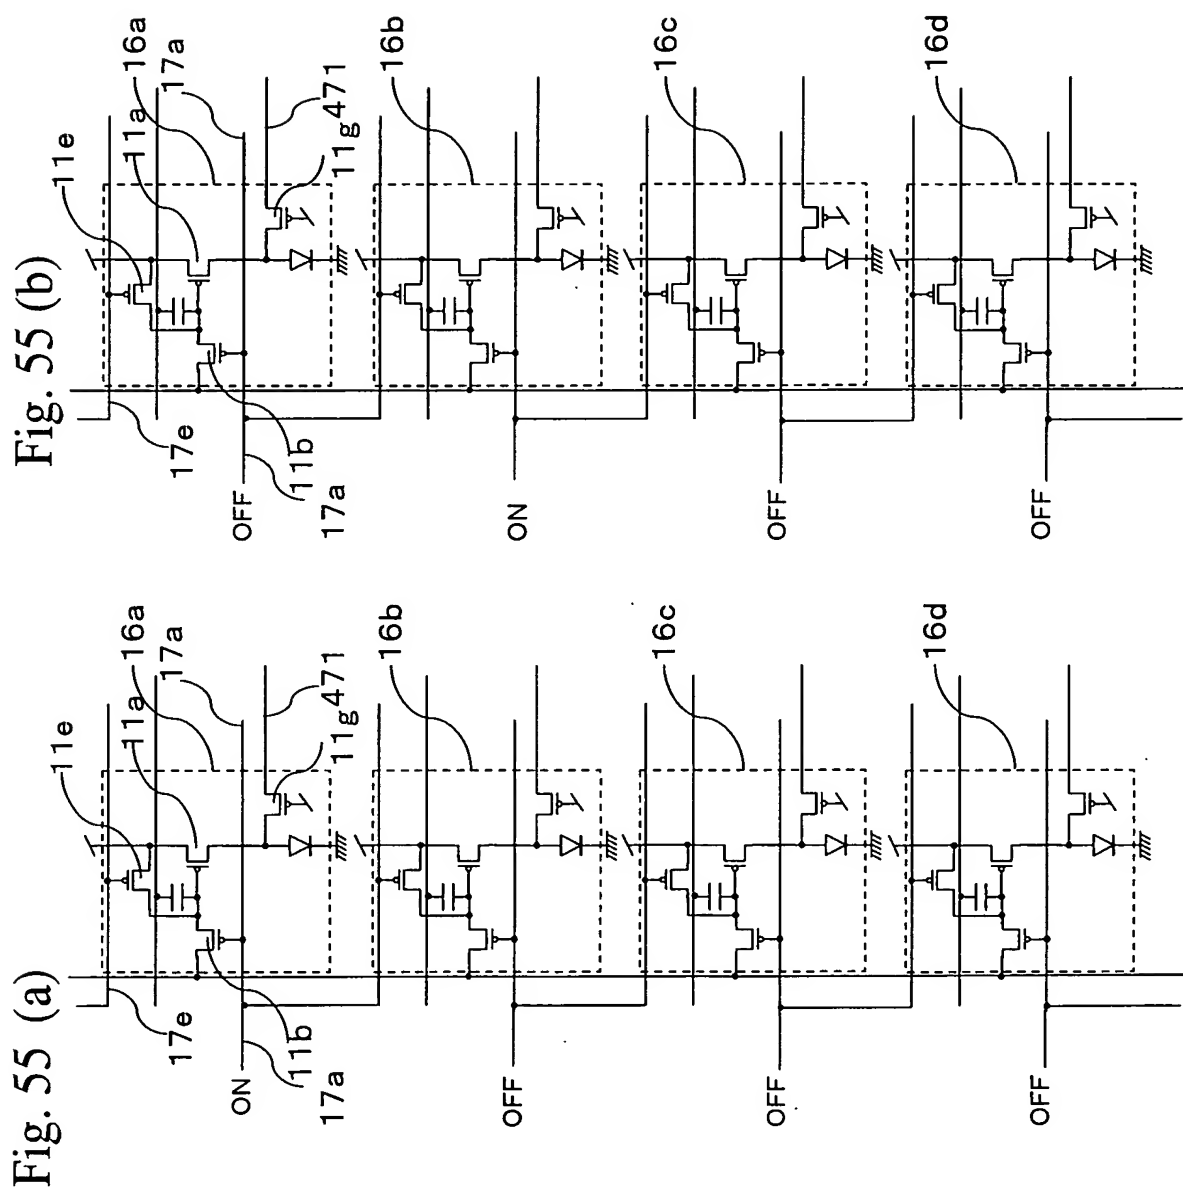 Fig. 55 (a)
17e
11e
11a
16a
17a
471
11g
11b
17a
ON
16b
OFF
16c
OFF
16d
OFF
Fig. 55 (b)
17e
11e
11a
16a
17a
471
11g
11b
17a
OFF
16b
ON
16c
OFF
16d
OFF